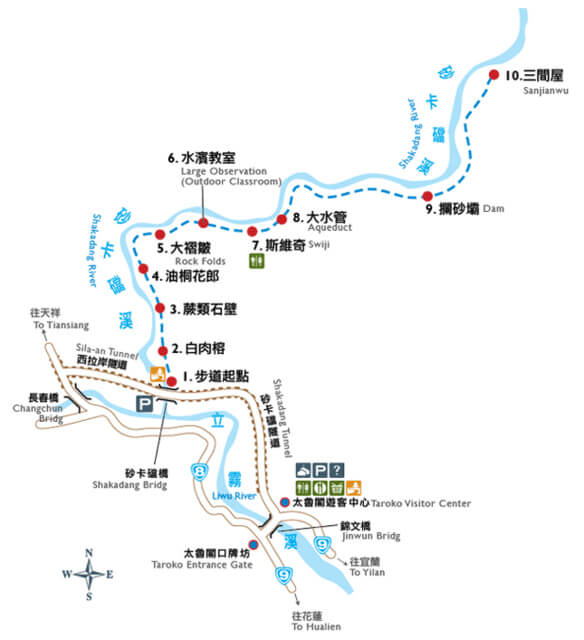 10.三間屋
Sanjianwu
砂卡礑溪
Shakadang River
6.水濱教室
Large Observation
(Outdoor Classroom)
8.大水管
Aqueduct
9.攔砂壩 Dam
7.斯維奇 Swiji
5.大褶皺
Rock Folds
砂卡礑溪
Shakadang River
4.油桐花郎
3.蕨類石壁
2.白肉榕
1.步道起點
往天祥
To Tiansiang
Sila-an Tunnel
西拉岸隧道
Shakadang Tunnel
砂卡礑隧道
長春橋
Changchun
Bridg
P
砂卡礑橋
Shakadang Bridg
立霧溪
Liwu River
8
P ?
太魯閣遊客中心 Taroko Visitor Center
錦文橋
Jinwun Bridg
太魯閣口牌坊
Taroko Entrance Gate
9
9
往宜蘭
To Yilan
往花蓮
To Hualien
N
W E
S